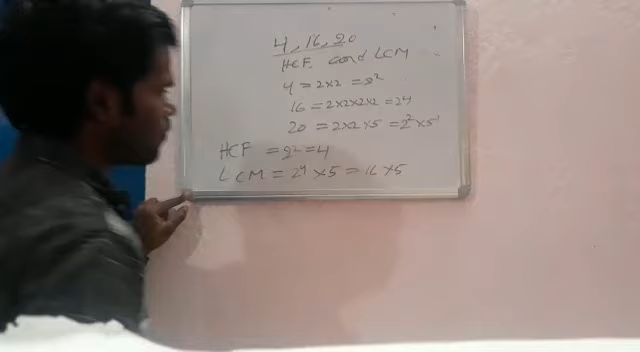 4, 16, 20
HCF and LCM
4 = 2×2 = 2²
16 = 2×2×2×2 = 2⁴
20 = 2×2×5 = 2²×5¹
HCF = 2² = 4
LCM = 2⁴×5 = 16×5